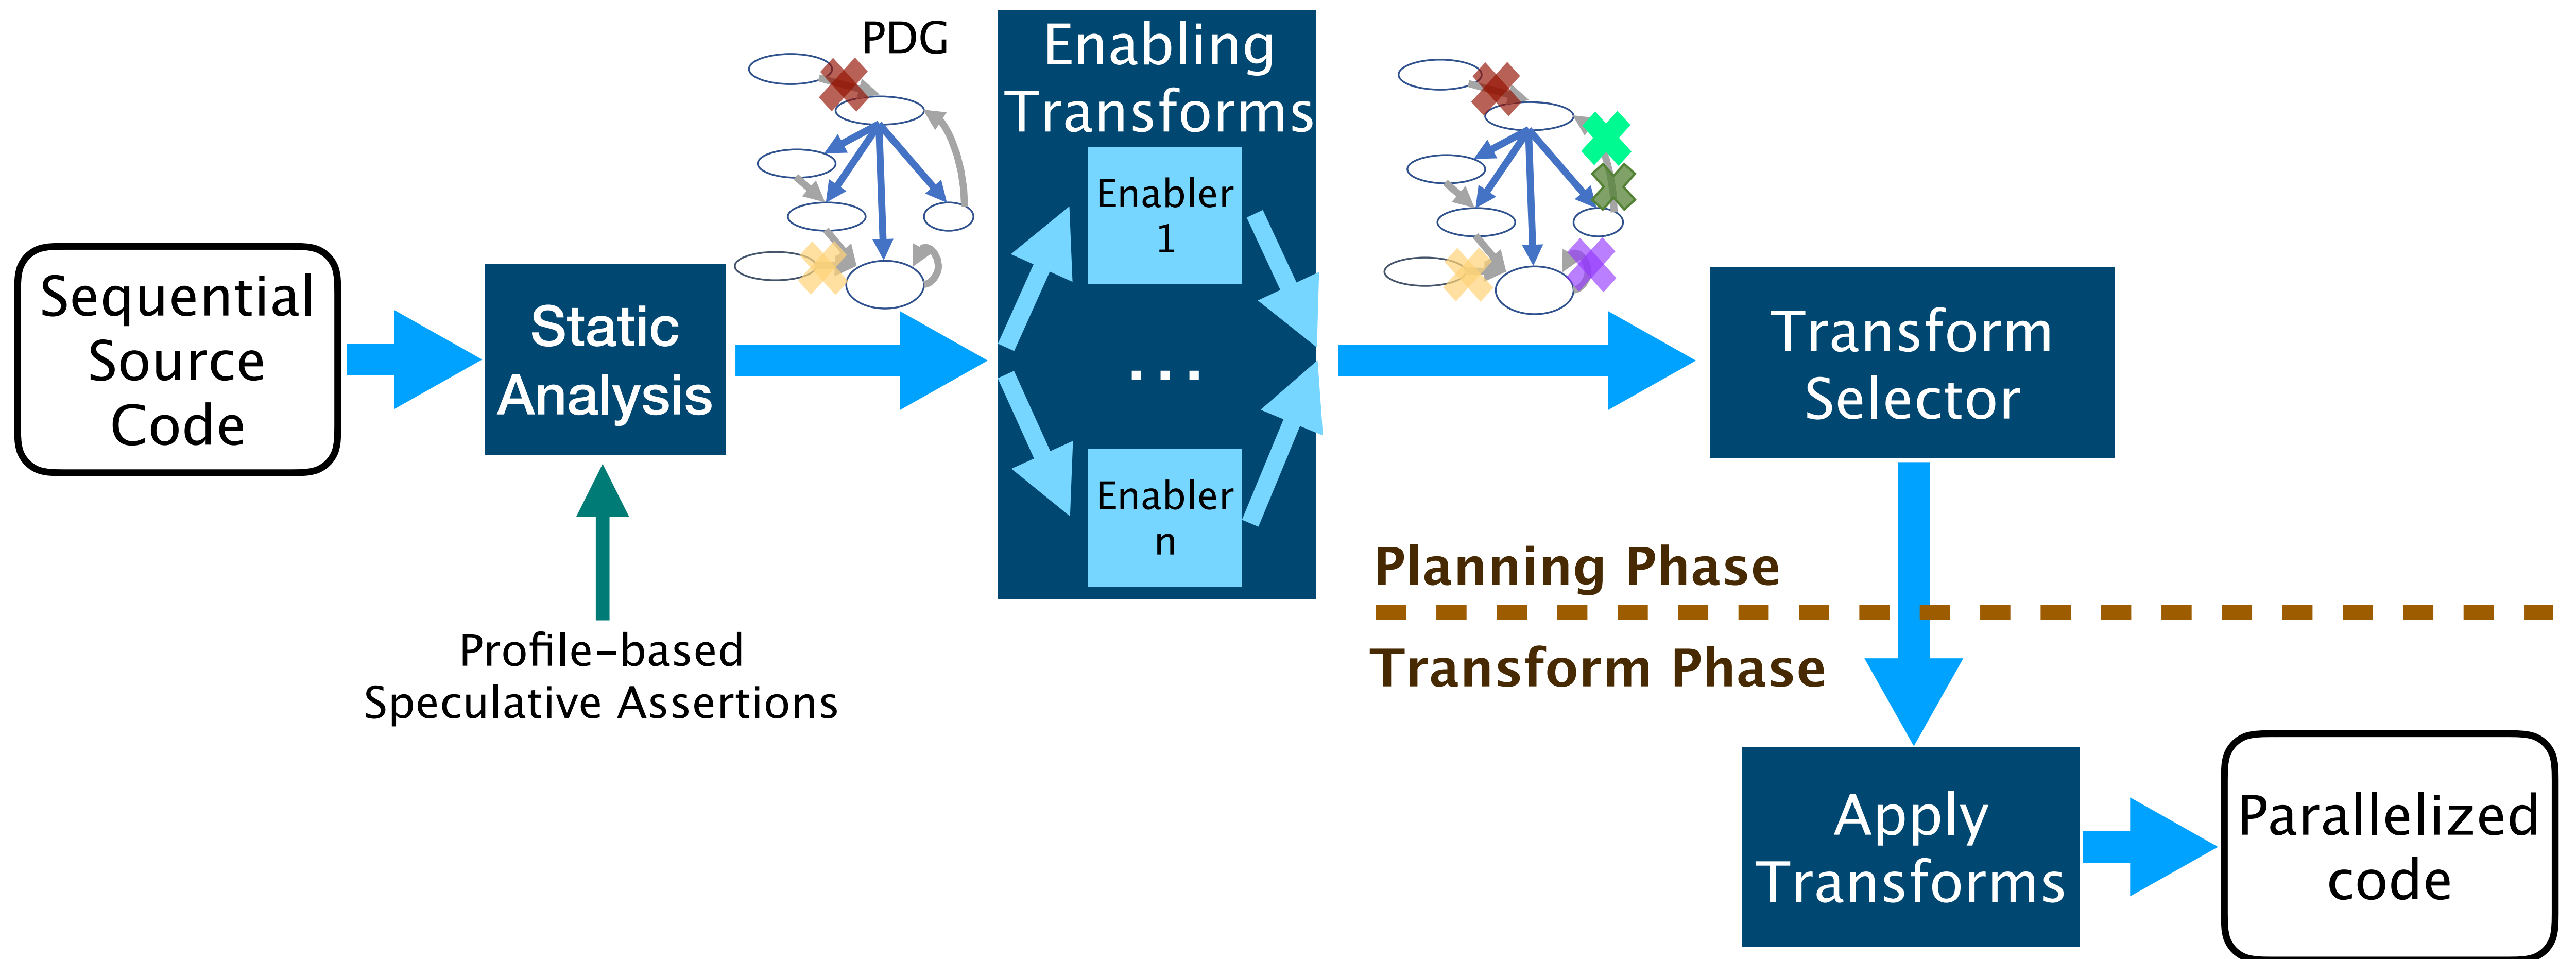 PDG
Enabling
Transforms
Enabler
1
...
Enabler
n
Sequential
Source
Code
Static
Analysis
Profile-based
Speculative Assertions
Transform
Selector
Planning Phase
Transform Phase
Apply
Transforms
Parallelized
code